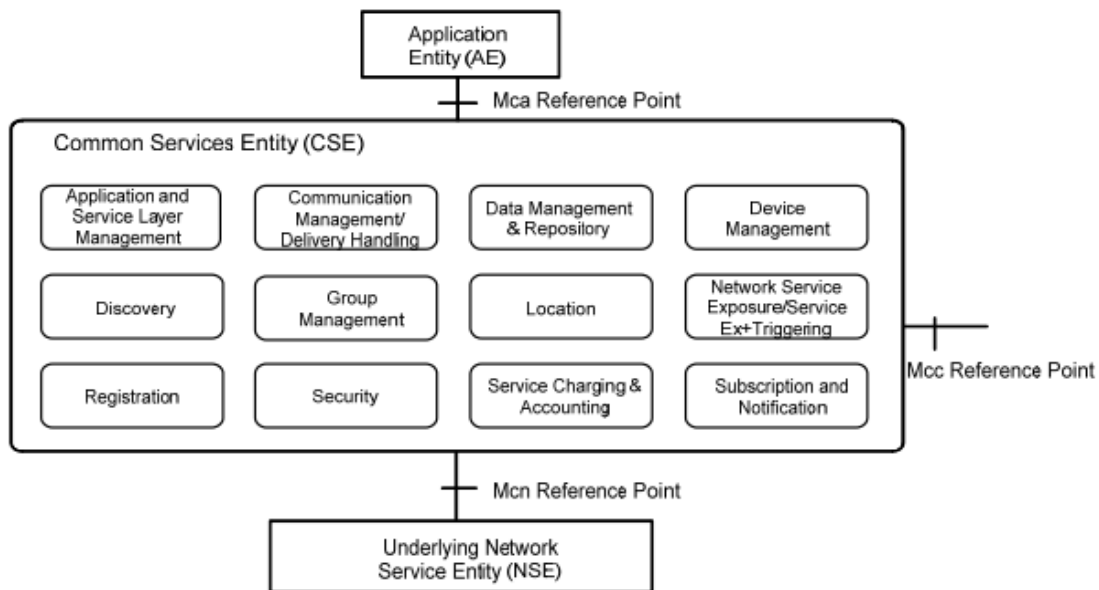 Application
Entity (AE)
Mca Reference Point
Common Services Entity (CSE)
Application and
Service Layer
Management
Communication
Management/
Delivery Handling
Data Management
& Repository
Device
Management
Discovery
Group
Management
Location
Network Service
Exposure/Service
Ex+Triggering
Mcc Reference Point
Registration
Security
Service Charging &
Accounting
Subscription and
Notification
Mcn Reference Point
Underlying Network
Service Entity (NSE)